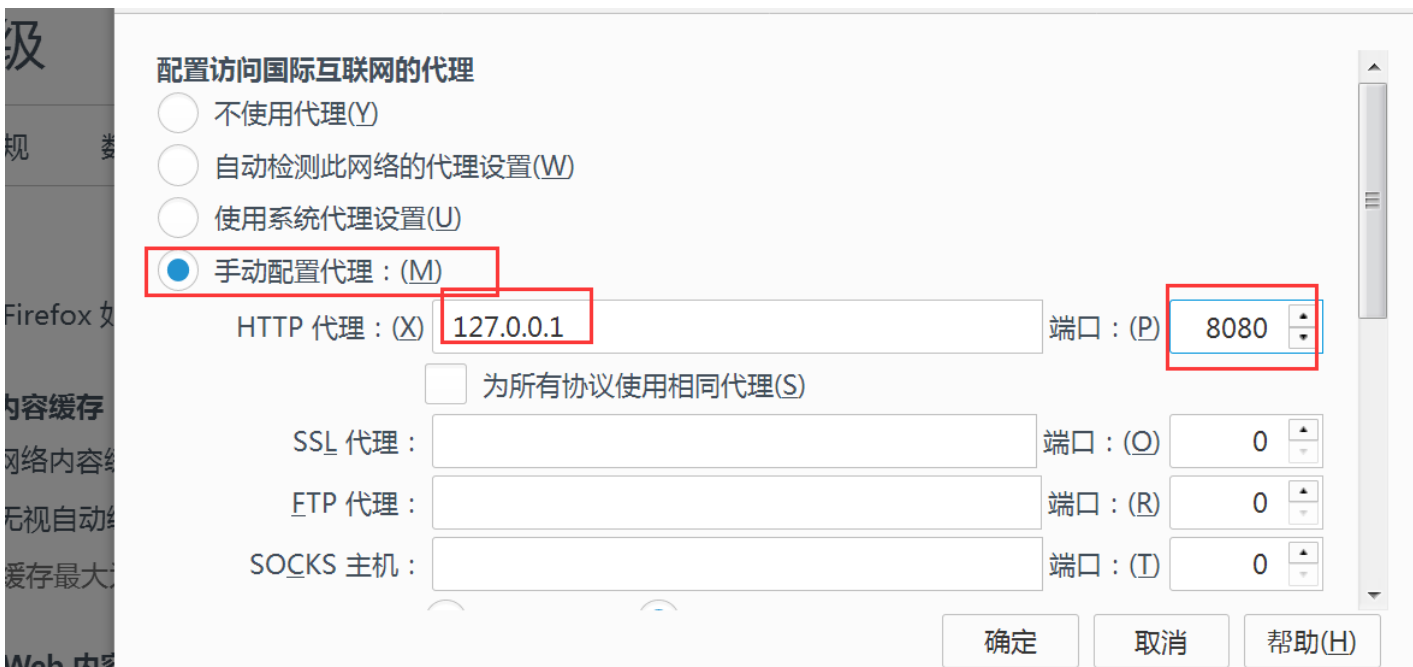 级
配置访问国际互联网的代理
不使用代理(Y)
规
自动检测此网络的代理设置(W)
使用系统代理设置(U)
手动配置代理：(M)
Firefox 如
HTTP 代理：(X) 127.0.0.1 端口：(P) 8080
为所有协议使用相同代理(S)
内容缓存
SSL 代理： 端口：(O) 0
网络内容缓
FTP 代理： 端口：(R) 0
无视自动缓
SOCKS 主机： 端口：(T) 0
缓存最大
确定 取消 帮助(H)
Web 内容